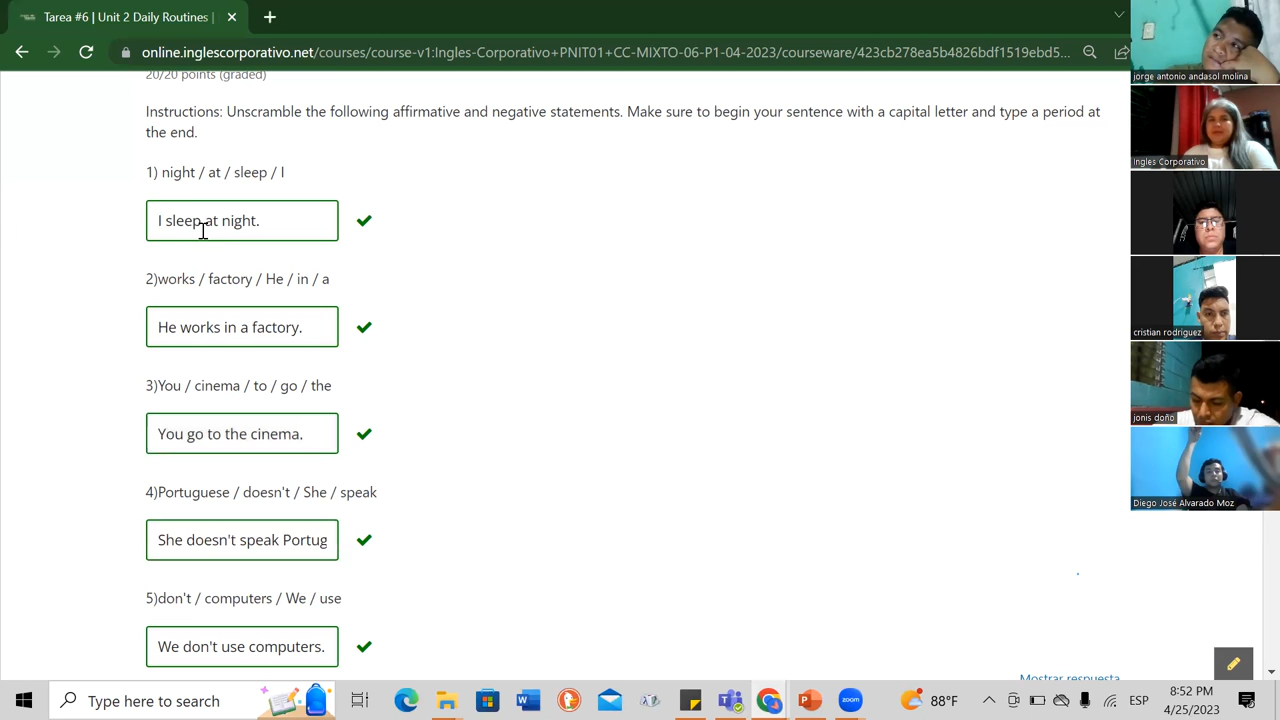 Tarea #6 | Unit 2 Daily Routines |
online.inglescorporativo.net/courses/course-v1:Ingles-Corporativo+PNIT01+CC-MIXTO-06-P1-04-2023/courseware/423cb278ea5b4826bdf1519ebd5...
20/20 points (graded)
Instructions: Unscramble the following affirmative and negative statements. Make sure to begin your sentence with a capital letter and type a period at
the end.
1) night / at / sleep / I
I sleep at night.
2)works / factory / He / in / a
He works in a factory.
3)You / cinema / to / go / the
You go to the cinema.
4)Portuguese / doesn't / She / speak
She doesn't speak Portug
5)don't / computers / We / use
We don't use computers.
Mostrar respuesta
jorge antonio andasol molina
Ingles Corporativo
cristian rodriguez
jonis doño
Diego José Alvarado Moz
Type here to search
zoom
88°F
ESP
8:52 PM
4/25/2023